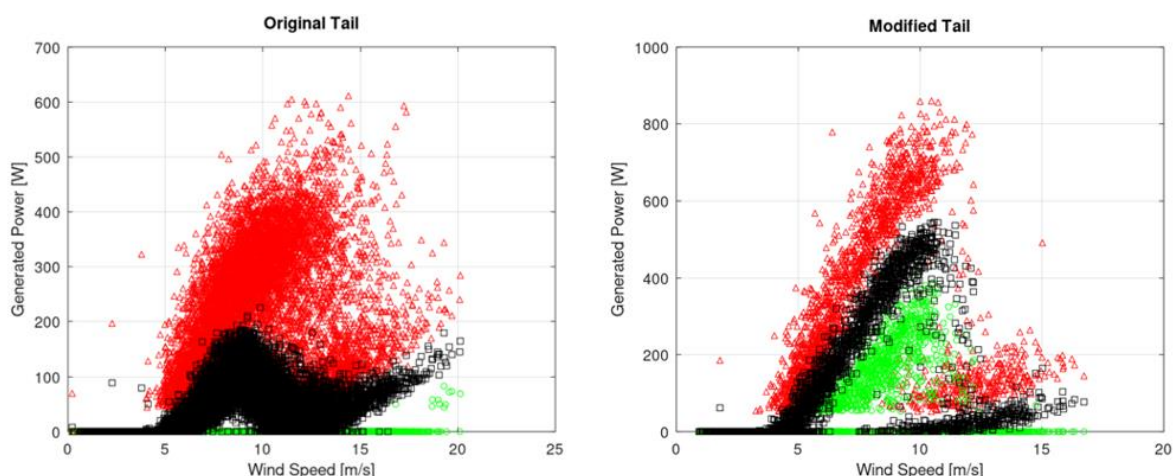 Original Tail
700
600
500
400
300
200
100
0
Generated Power [W]
0 5 10 15 20 25
Wind Speed [m/s]
Modified Tail
1000
800
600
400
200
0
Generated Power [W]
0 5 10 15 20
Wind Speed [m/s]